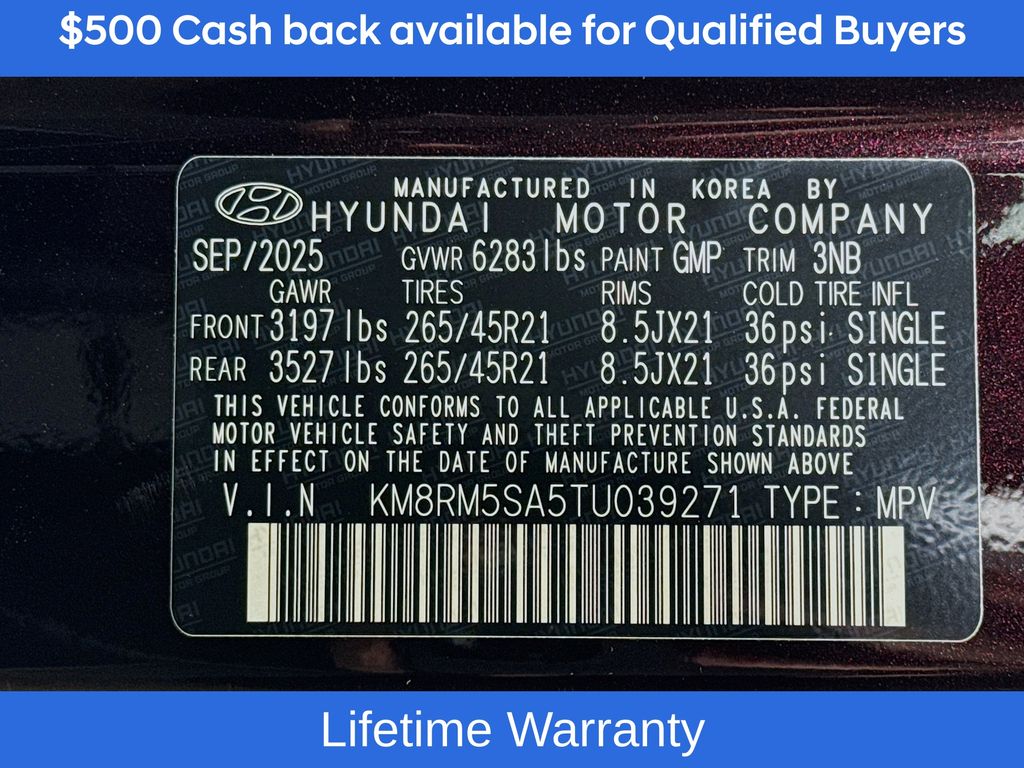 $500 Cash back available for Qualified Buyers
MANUFACTURED IN KOREA BY
HYUNDAI MOTOR COMPANY
SEP/2025 GVWR 6283lbs PAINT GMP TRIM 3NB
GAWR TIRES RIMS COLD TIRE INFL
FRONT 3197lbs 265/45R21 8.5JX21 36psi SINGLE
REAR 3527lbs 265/45R21 8.5JX21 36psi SINGLE
THIS VEHICLE CONFORMS TO ALL APPLICABLE U.S.A. FEDERAL
MOTOR VEHICLE SAFETY AND THEFT PREVENTION STANDARDS
IN EFFECT ON THE DATE OF MANUFACTURE SHOWN ABOVE
V.I.N KM8RM5SA5TU039271 TYPE : MPV
Lifetime Warranty